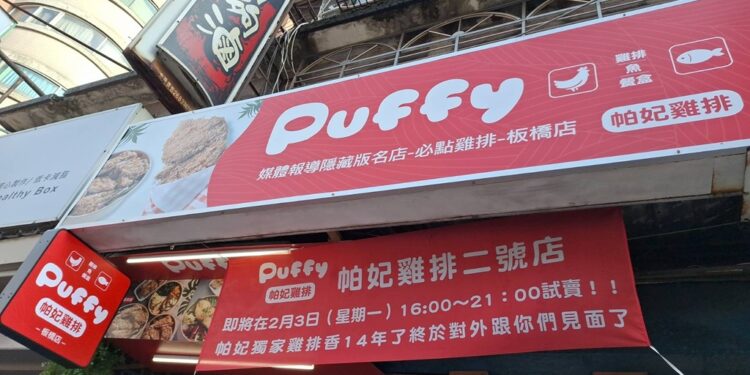 滷
Puffy
雞排
魚
餐盒
帕妃雞排
媒體報導隱藏版名店-必點雞排-板橋店
althy Box
Puffy
帕妃雞排
-板橋店-
Puffy
Puffy
帕妃雞排
帕妃雞排二號店
即將在2月3日(星期一)16:00～21：00試賣！！
帕妃獨家雞排香14年了終於對外跟你們見面了